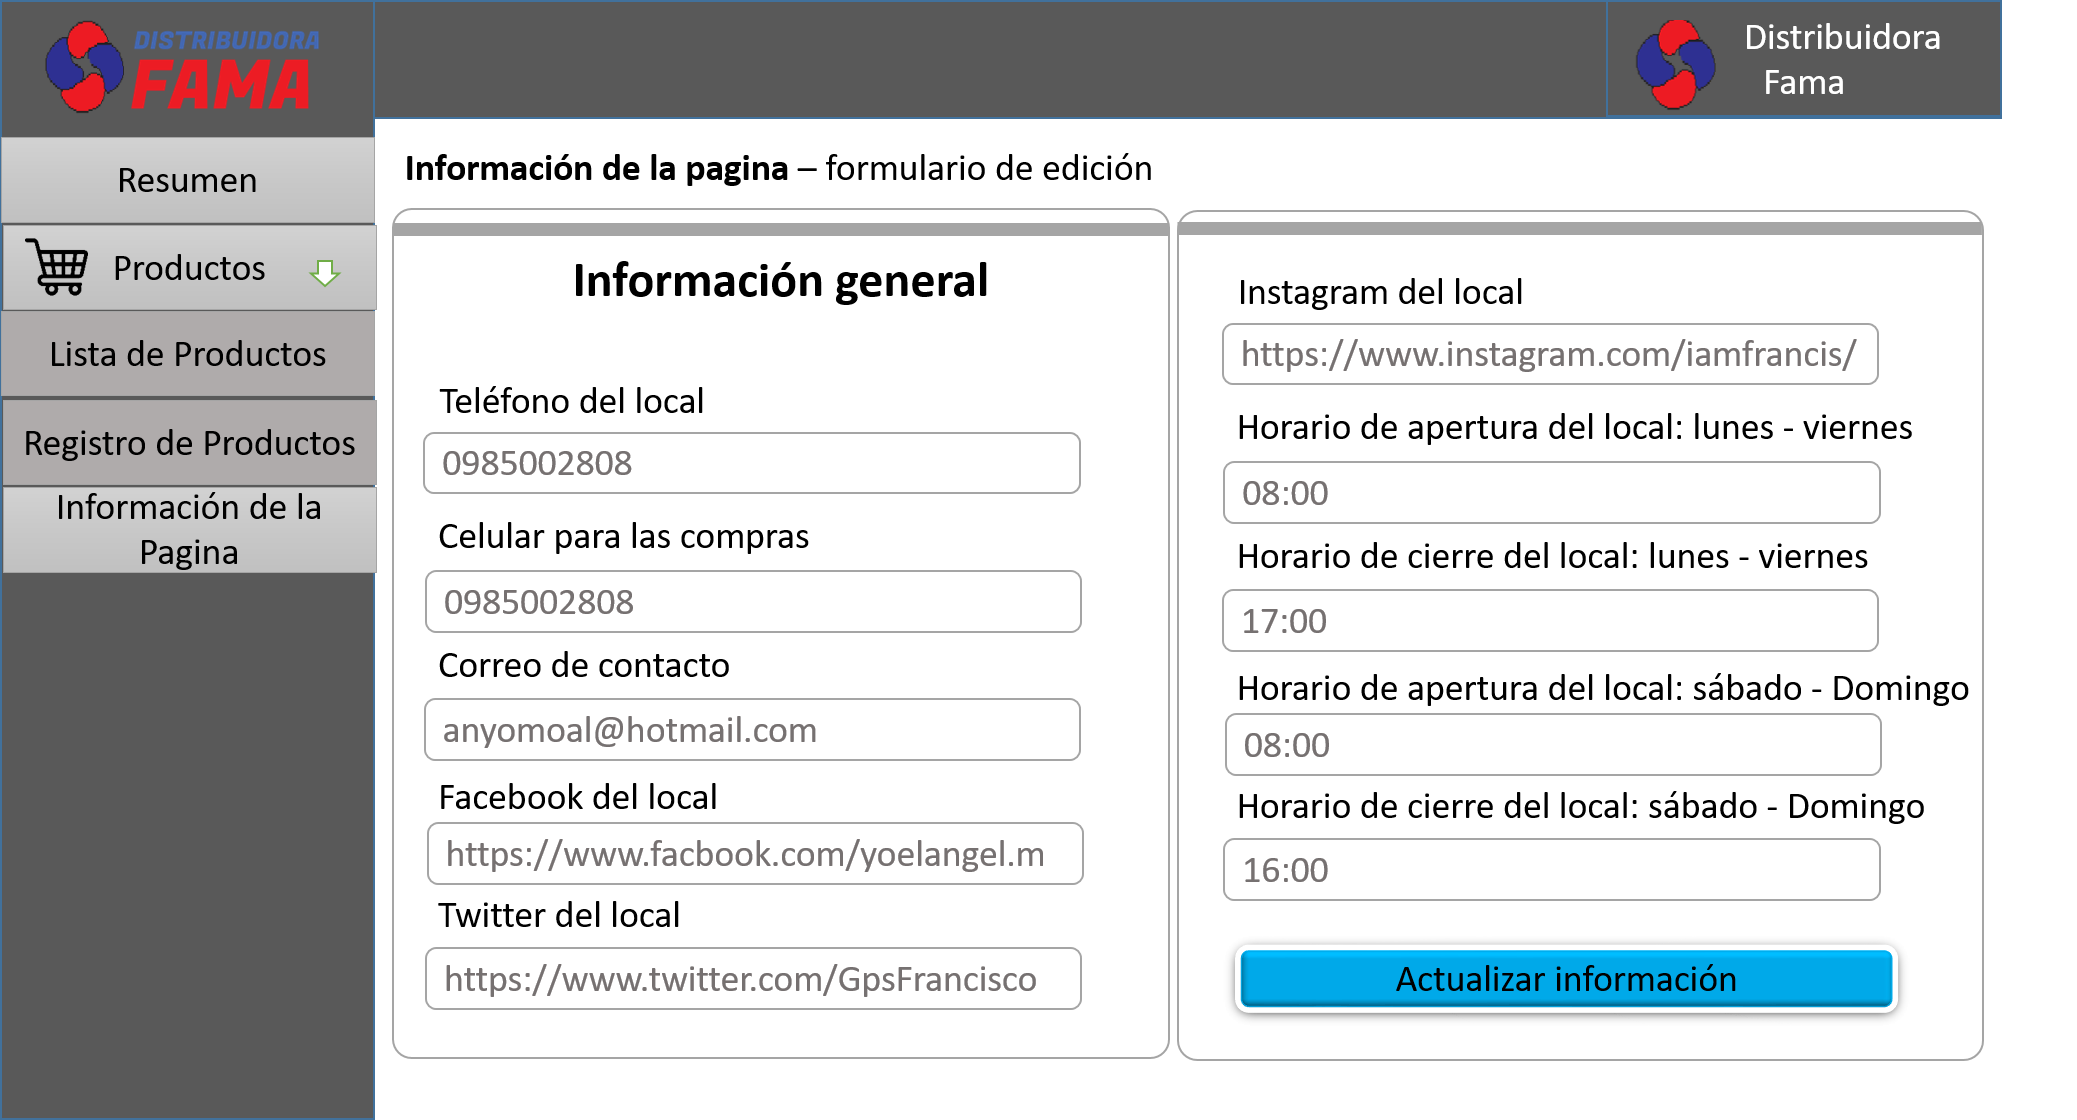 DISTRIBUIDORA
FAMA
Distribuidora
Fama
Resumen
Productos
Lista de Productos
Registro de Productos
Información de la
Pagina
Información de la pagina – formulario de edición
Información general
Teléfono del local
0985002808
Celular para las compras
0985002808
Correo de contacto
anyomoal@hotmail.com
Facebook del local
https://www.facbook.com/yoelangel.m
Twitter del local
https://www.twitter.com/GpsFrancisco
Instagram del local
https://www.instagram.com/iamfrancis/
Horario de apertura del local: lunes - viernes
08:00
Horario de cierre del local: lunes - viernes
17:00
Horario de apertura del local: sábado - Domingo
08:00
Horario de cierre del local: sábado - Domingo
16:00
Actualizar información